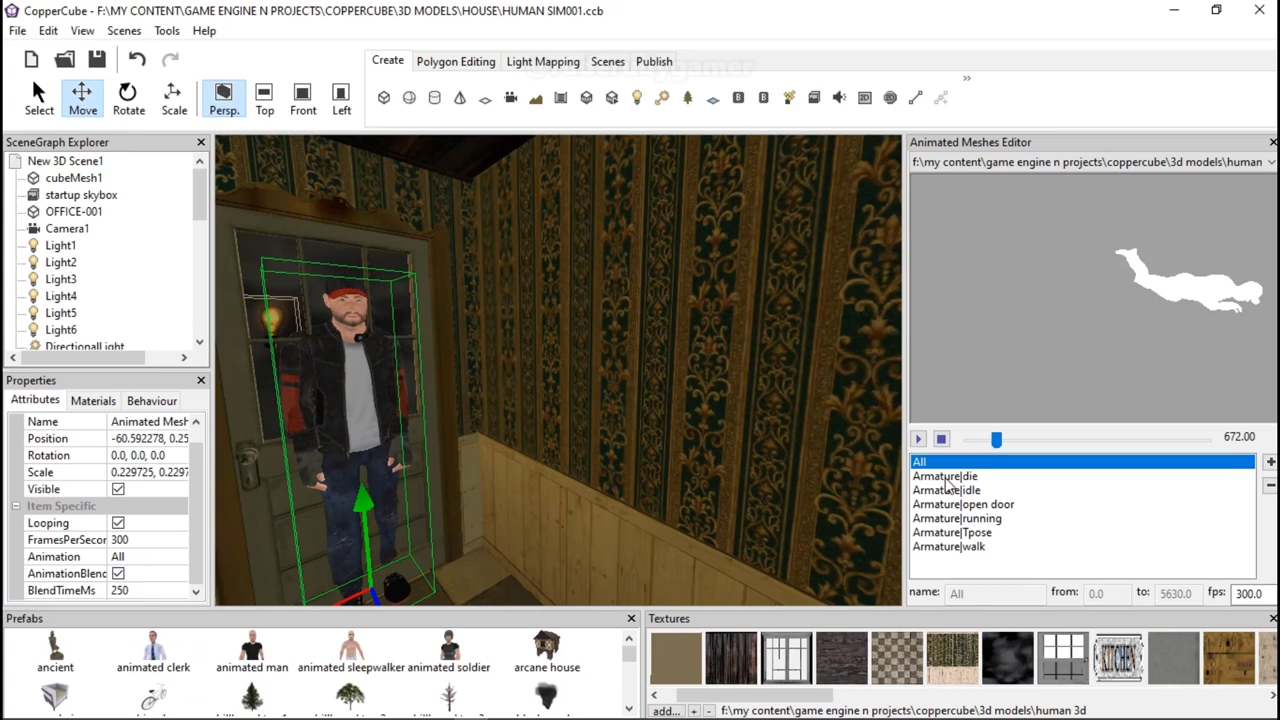 CopperCube - F:\MY CONTENT\GAME ENGINE N PROJECTS\COPPERCUBE\3D MODELS\HOUSE\HUMAN SIM001.ccb
File Edit View Scenes Tools Help
Create Polygon Editing Light Mapping Scenes Publish
Select Move Rotate Scale Persp. Top Front Left
SceneGraph Explorer
New 3D Scene1
cubeMesh1
startup skybox
OFFICE-001
Camera1
Light1
Light2
Light3
Light4
Light5
Light6
DirectionalLight
Properties
Attributes Materials Behaviour
Name Animated Mesh
Position -60.592278, 0.25
Rotation 0.0, 0.0, 0.0
Scale 0.229725, 0.2297
Visible
Item Specific
Looping
FramesPerSecon 300
Animation All
AnimationBlend
BlendTimeMs 250
Animated Meshes Editor
f:\my content\game engine n projects\coppercube\3d models\human
672.00
All
Armature|die
Armature|idle
Armature|open door
Armature|running
Armature|Tpose
Armature|walk
name: All from: 0.0 to: 5630.0 fps: 300.0
Prefabs
ancient animated clerk animated man animated sleepwalker animated soldier arcane house
Textures
KITCHEN
add... + - f:\my content\game engine n projects\coppercube\3d models\human 3d